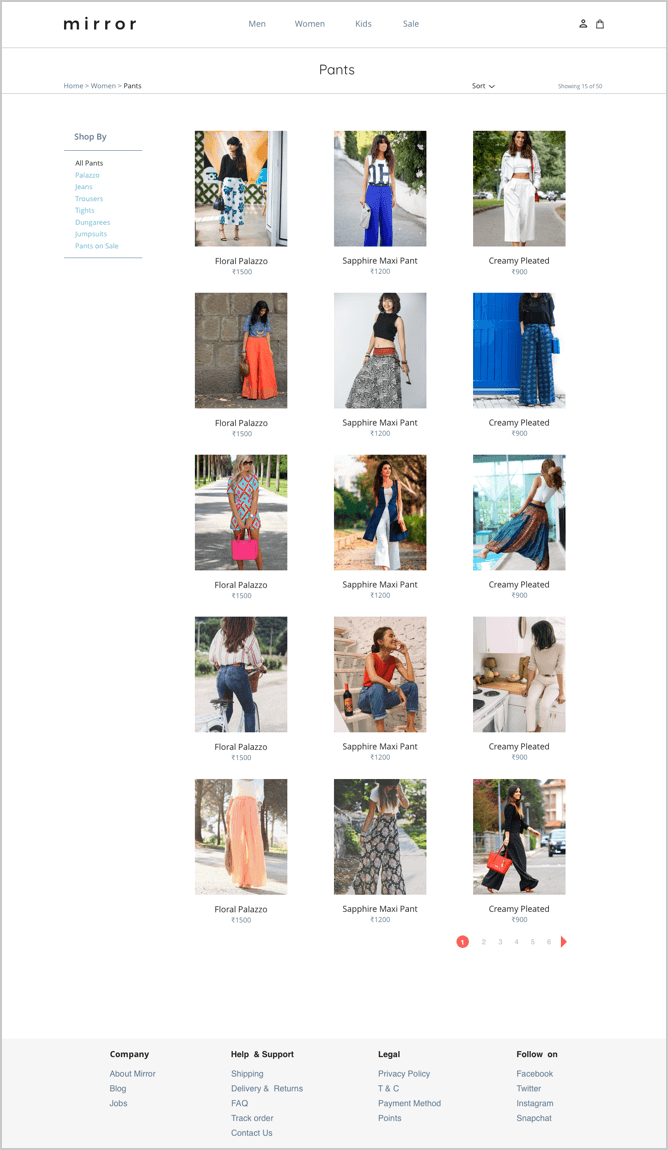 mirror
Men Women Kids Sale
Pants
Home > Women > Pants
Sort
Showing 15 of 50
Shop By
All Pants
Palazzo
Jeans
Trousers
Tights
Dungarees
Jumpsuits
Pants on Sale
Floral Palazzo Sapphire Maxi Pant Creamy Pleated
₹1500 ₹1200 ₹900
Floral Palazzo Sapphire Maxi Pant Creamy Pleated
₹1500 ₹1200 ₹900
Floral Palazzo Sapphire Maxi Pant Creamy Pleated
₹1500 ₹1200 ₹900
Floral Palazzo Sapphire Maxi Pant Creamy Pleated
₹1500 ₹1200 ₹900
Floral Palazzo Sapphire Maxi Pant Creamy Pleated
₹1500 ₹1200 ₹900
1 2 3 4 5 6
Company
About Mirror
Blog
Jobs
Help & Support
Shipping
Delivery & Returns
FAQ
Track order
Contact Us
Legal
Privacy Policy
T & C
Payment Method
Points
Follow on
Facebook
Twitter
Instagram
Snapchat